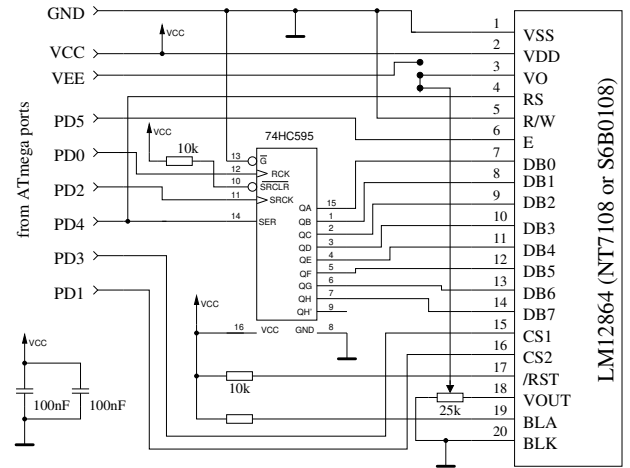 GND
VCC
VEE
PD5
PD0
PD2
PD4
PD3
PD1
from ATmega ports
VCC
VCC
10k
74HC595
13 G
12 RCK
10 SRCLR
11 SRCK
14 SER
QA 15
QB 1
QC 2
QD 3
QE 4
QF 5
QG 6
QH 7
QH' 9
16 VCC GND 8
VCC
10k
VCC
100nF 100nF
25k
1 VSS
2 VDD
3 VO
4 RS
5 R/W
6 E
7 DB0
8 DB1
9 DB2
10 DB3
11 DB4
12 DB5
13 DB6
14 DB7
15 CS1
16 CS2
17 /RST
18 VOUT
19 BLA
20 BLK
LM12864 (NT7108 or S6B0108)